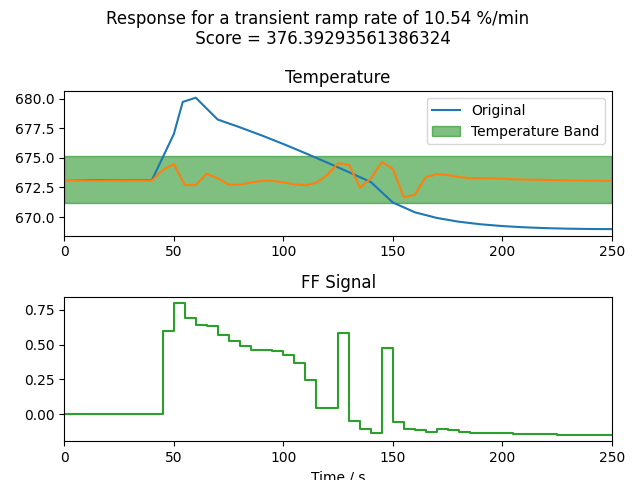 Response for a transient ramp rate of 10.54 %/min
Score = 376.39293561386324
Temperature
680.0
677.5
675.0
672.5
670.0
Original
Temperature Band
0 50 100 150 200 250
FF Signal
0.75
0.50
0.25
0.00
0 50 100 150 200 250
Time / s